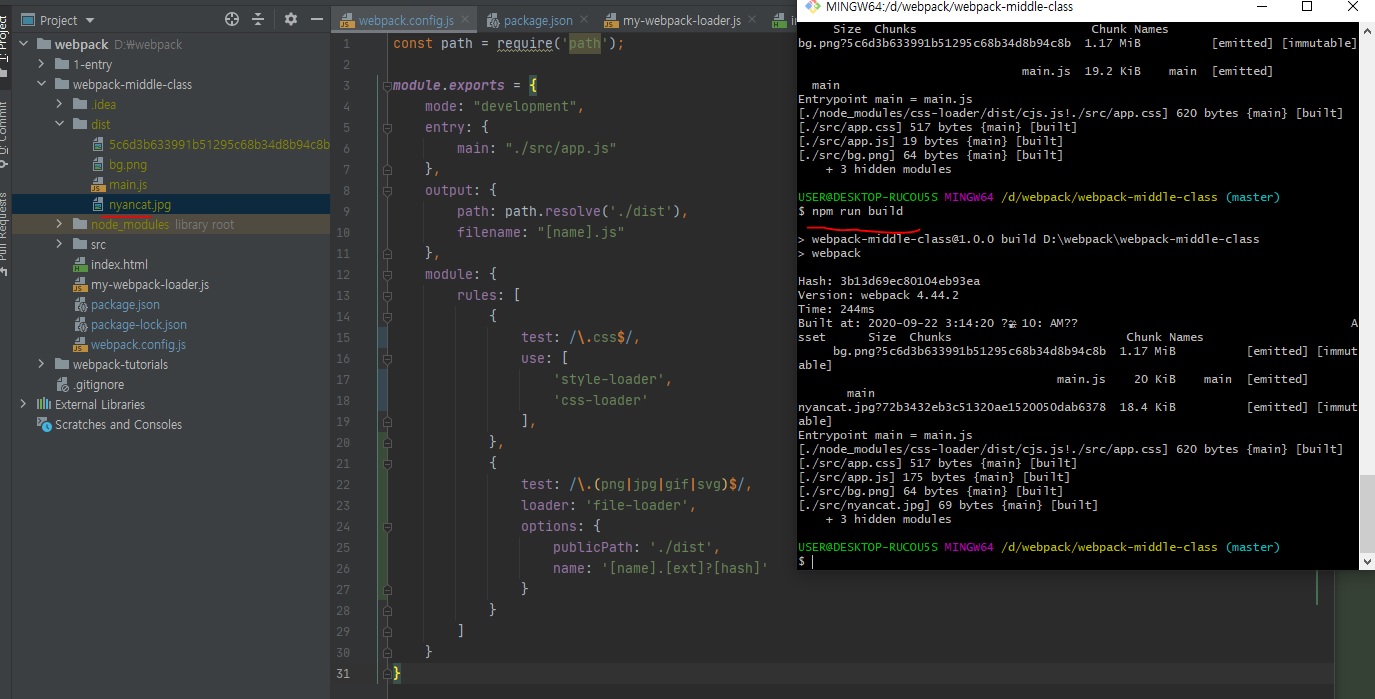 Project
webpack D:\webpack
1-entry
webpack-middle-class
.idea
dist
5c6d3b633991b51295c68b34d8b94c8b
bg.png
main.js
nyancat.jpg
node_modules library root
src
index.html
my-webpack-loader.js
package.json
package-lock.json
webpack.config.js
webpack-tutorials
.gitignore
External Libraries
Scratches and Consoles
1: Project
0: Commit
Pull Requests
webpack.config.js
package.json
my-webpack-loader.js
1 const path = require('path');
2
3 module.exports = {
4 mode: "development",
5 entry: {
6 main: "./src/app.js"
7 },
8 output: {
9 path: path.resolve('./dist'),
10 filename: "[name].js"
11 },
12 module: {
13 rules: [
14 {
15 test: /\.css$/,
16 use: [
17 'style-loader',
18 'css-loader'
19 ],
20 },
21 {
22 test: /\.(png|jpg|gif|svg)$/,
23 loader: 'file-loader',
24 options: {
25 publicPath: './dist',
26 name: '[name].[ext]?[hash]'
27 }
28 }
29 ]
30 }
31 }
MINGW64:/d/webpack/webpack-middle-class
Size Chunks Chunk Names
bg.png?5c6d3b633991b51295c68b34d8b94c8b 1.17 MiB [emitted] [immutable]
main.js 19.2 KiB main [emitted]
main
Entrypoint main = main.js
[./node_modules/css-loader/dist/cjs.js!./src/app.css] 620 bytes {main} [built]
[./src/app.css] 517 bytes {main} [built]
[./src/app.js] 19 bytes {main} [built]
[./src/bg.png] 64 bytes {main} [built]
+ 3 hidden modules
USER@DESKTOP-RUCOU5S MINGW64 /d/webpack/webpack-middle-class (master)
$ npm run build
> webpack-middle-class@1.0.0 build D:\webpack\webpack-middle-class
> webpack
Hash: 3b13d69ec80104eb93ea
Version: webpack 4.44.2
Time: 244ms
Built at: 2020-09-22 3:14:20 10: AM?? A
sset Size Chunks Chunk Names
bg.png?5c6d3b633991b51295c68b34d8b94c8b 1.17 MiB [emitted] [immut
able]
main.js 20 KiB main [emitted]
main
nyancat.jpg?72b3432eb3c51320ae1520050dab6378 18.4 KiB [emitted] [immut
able]
Entrypoint main = main.js
[./node_modules/css-loader/dist/cjs.js!./src/app.css] 620 bytes {main} [built]
[./src/app.css] 517 bytes {main} [built]
[./src/app.js] 175 bytes {main} [built]
[./src/bg.png] 64 bytes {main} [built]
[./src/nyancat.jpg] 69 bytes {main} [built]
+ 3 hidden modules
USER@DESKTOP-RUCOU5S MINGW64 /d/webpack/webpack-middle-class (master)
$